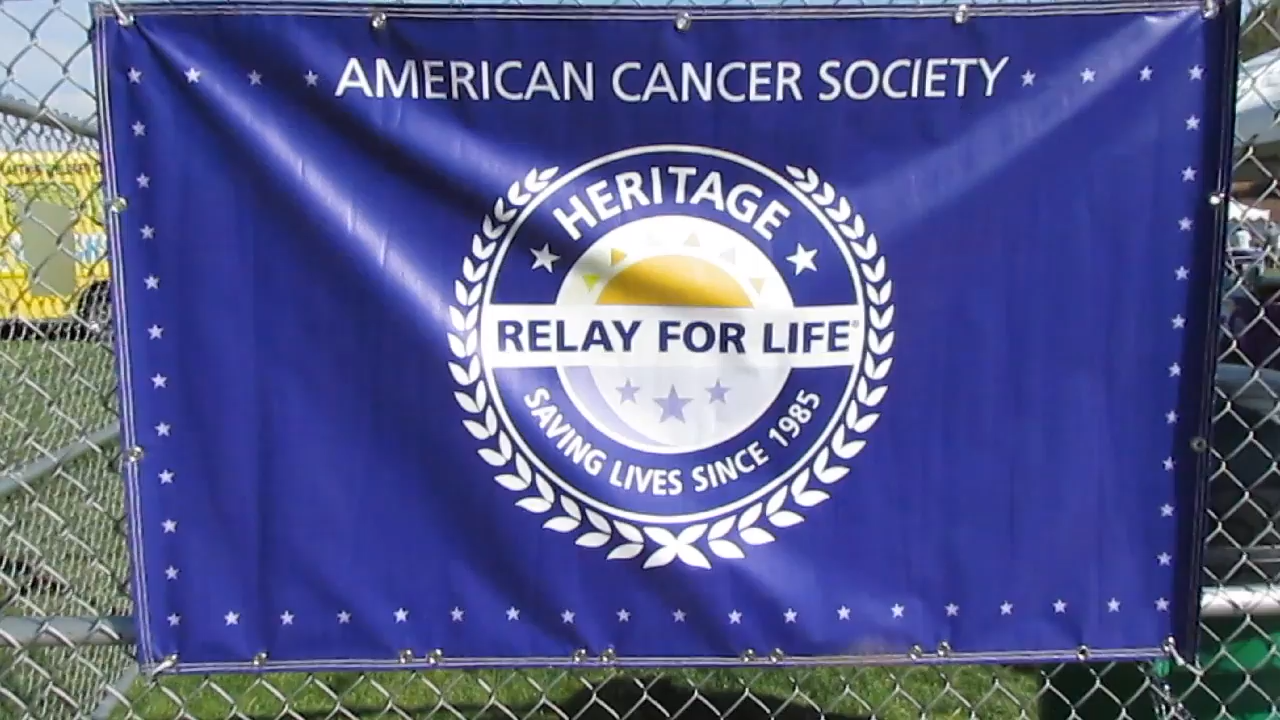 AMERICAN CANCER SOCIETY
HERITAGE
RELAY FOR LIFE®
SAVING LIVES SINCE 1985